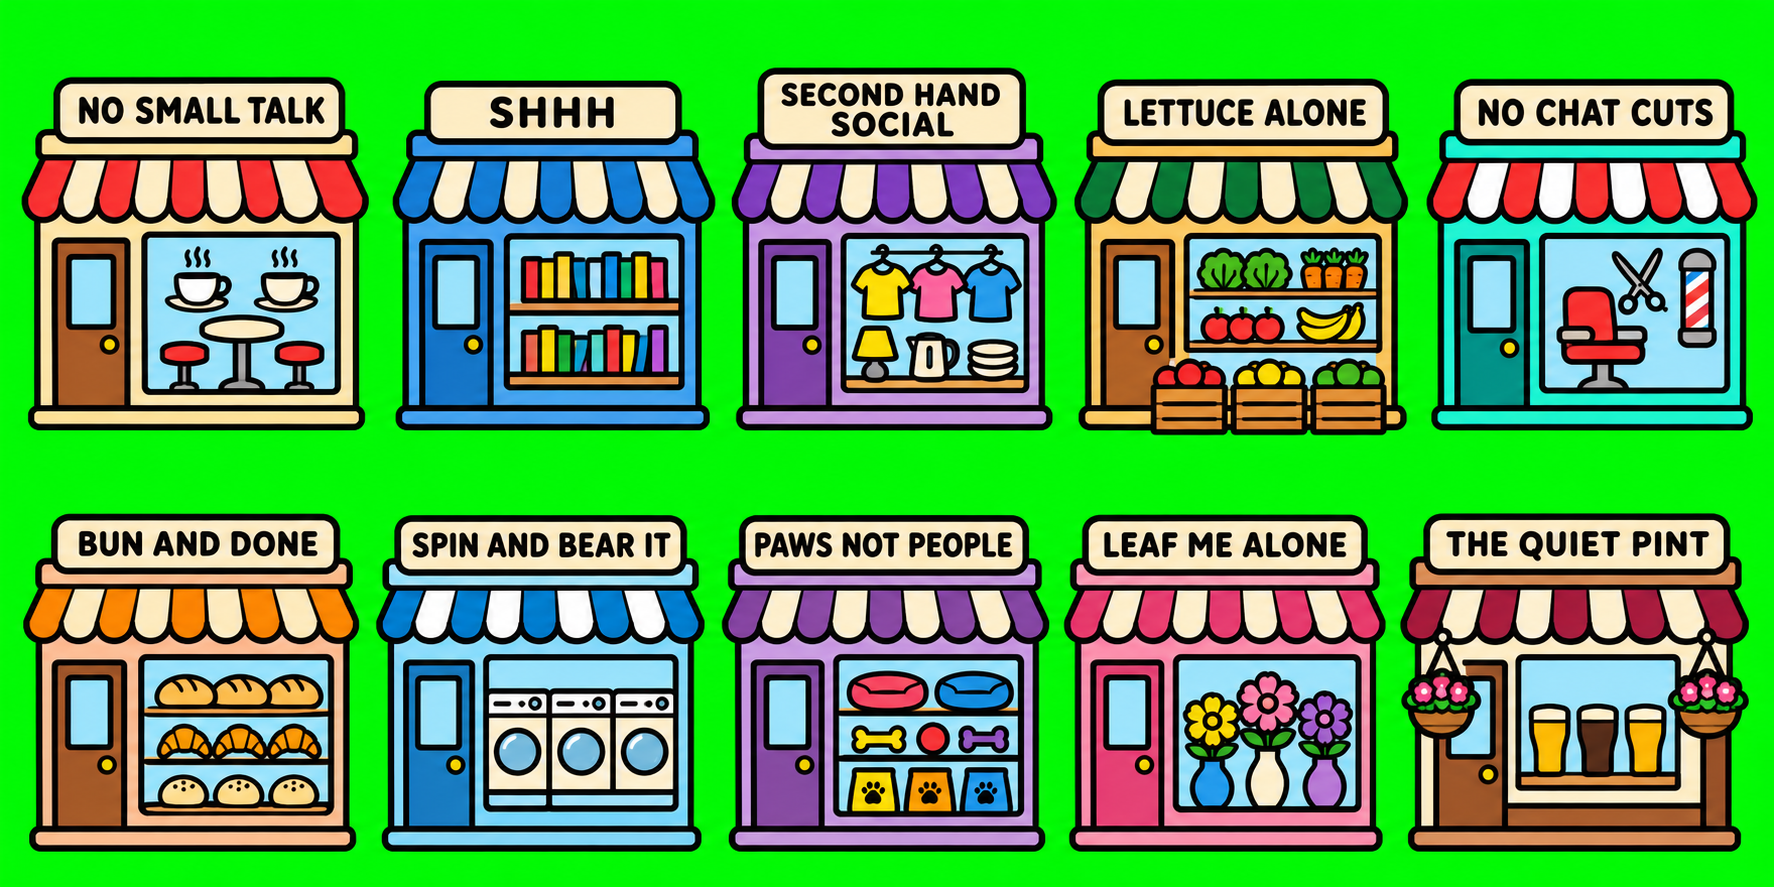 NO SMALL TALK
SHHH
SECOND HAND
SOCIAL
LETTUCE ALONE
NO CHAT CUTS
BUN AND DONE
SPIN AND BEAR IT
PAWS NOT PEOPLE
LEAF ME ALONE
THE QUIET PINT